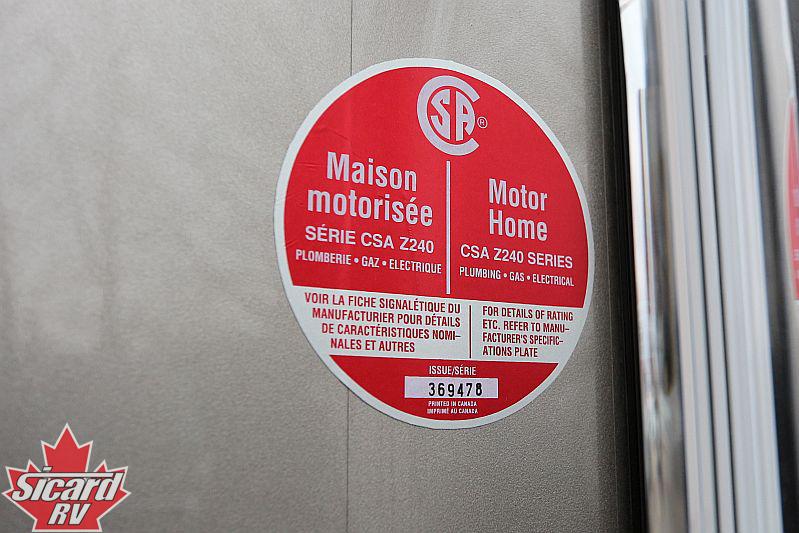 CSA®
Maison
motorisée
SÉRIE CSA Z240
PLOMBERIE • GAZ • ELECTRIQUE
Motor
Home
CSA Z240 SERIES
PLUMBING • GAS • ELECTRICAL
VOIR LA FICHE SIGNALÉTIQUE DU
MANUFACTURIER POUR DÉTAILS
DE CARACTÉRISTIQUES NOMI-
NALES ET AUTRES
FOR DETAILS OF RATING
ETC. REFER TO MANU-
FACTURER'S SPECIFIC-
ATIONS PLATE
ISSUE/SÉRIE
369478
PRINTED IN CANADA
IMPRIMÉ AU CANADA
Sicard
RV